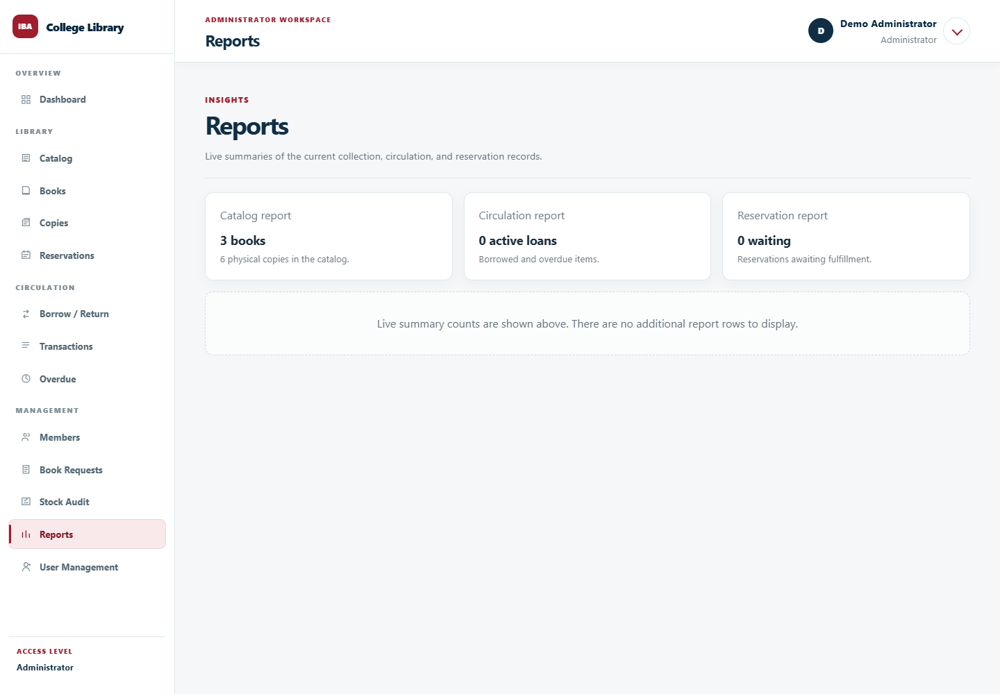 IBA
College Library
OVERVIEW
Dashboard
LIBRARY
Catalog
Books
Copies
Reservations
CIRCULATION
Borrow / Return
Transactions
Overdue
MANAGEMENT
Members
Book Requests
Stock Audit
Reports
User Management
ACCESS LEVEL
Administrator
ADMINISTRATOR WORKSPACE
Reports
D
Demo Administrator
Administrator
INSIGHTS
Reports
Live summaries of the current collection, circulation, and reservation records.
Catalog report
3 books
6 physical copies in the catalog.
Circulation report
0 active loans
Borrowed and overdue items.
Reservation report
0 waiting
Reservations awaiting fulfillment.
Live summary counts are shown above. There are no additional report rows to display.